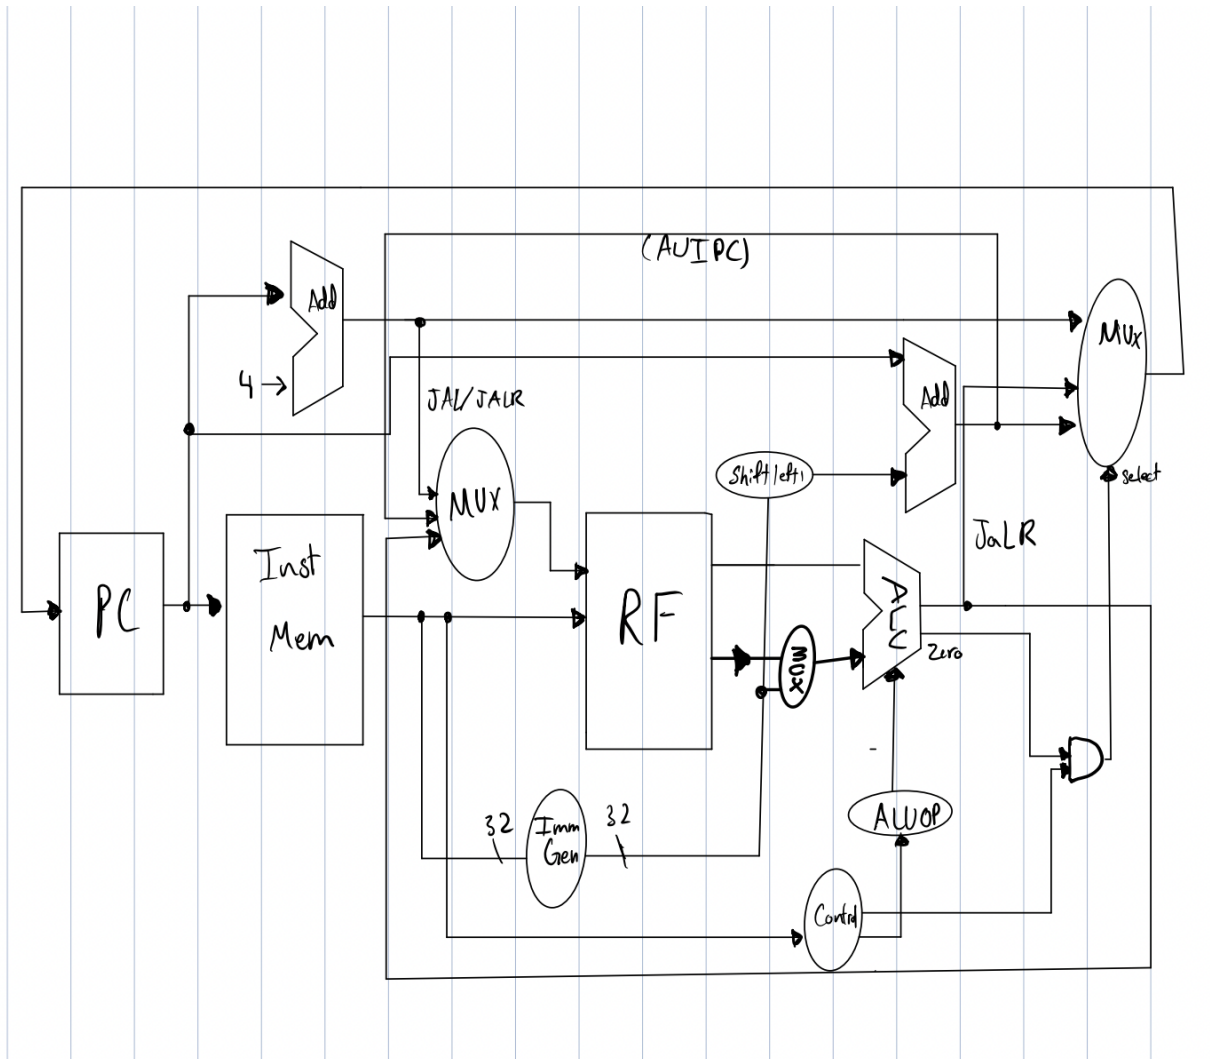 (AUIPC)
Add
4
JAL/JALR
MUX
MUX
Add
Shift left 1
select
PC
Inst
Mem
RF
JaLR
ALC
Zero
MUX
32
Imm
Gen
32
ALUOP
Control